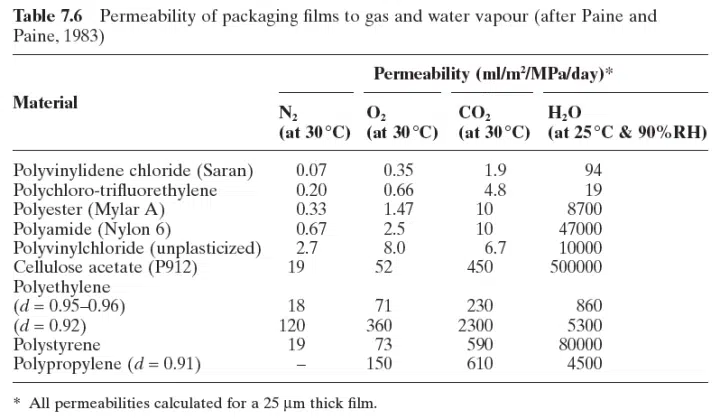 Table 7.6 Permeability of packaging films to gas and water vapour (after Paine and
Paine, 1983)
Permeability (ml/m²/MPa/day)*
Material
N₂ O₂ CO₂ H₂O
(at 30°C) (at 30°C) (at 30°C) (at 25°C & 90%RH)
Polyvinylidene chloride (Saran) 0.07 0.35 1.9 94
Polychloro-trifluorethylene 0.20 0.66 4.8 19
Polyester (Mylar A) 0.33 1.47 10 8700
Polyamide (Nylon 6) 0.67 2.5 10 47000
Polyvinylchloride (unplasticized) 2.7 8.0 6.7 10000
Cellulose acetate (P912) 19 52 450 500000
Polyethylene
(d = 0.95–0.96) 18 71 230 860
(d = 0.92) 120 360 2300 5300
Polystyrene 19 73 590 80000
Polypropylene (d = 0.91) – 150 610 4500
* All permeabilities calculated for a 25 μm thick film.